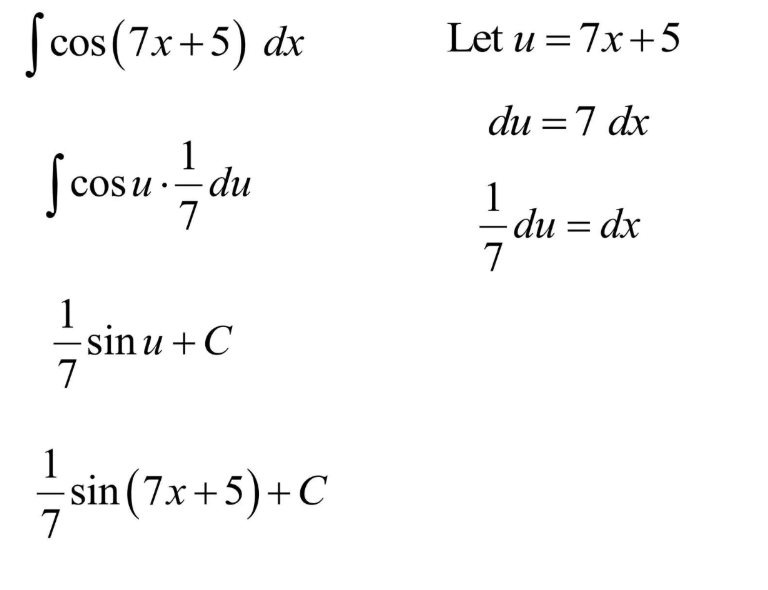 ∫cos(7x+5) dx
Let u = 7x+5
du = 7 dx
∫cos u · 1/7 du
1/7 du = dx
1/7 sin u + C
1/7 sin(7x+5)+C